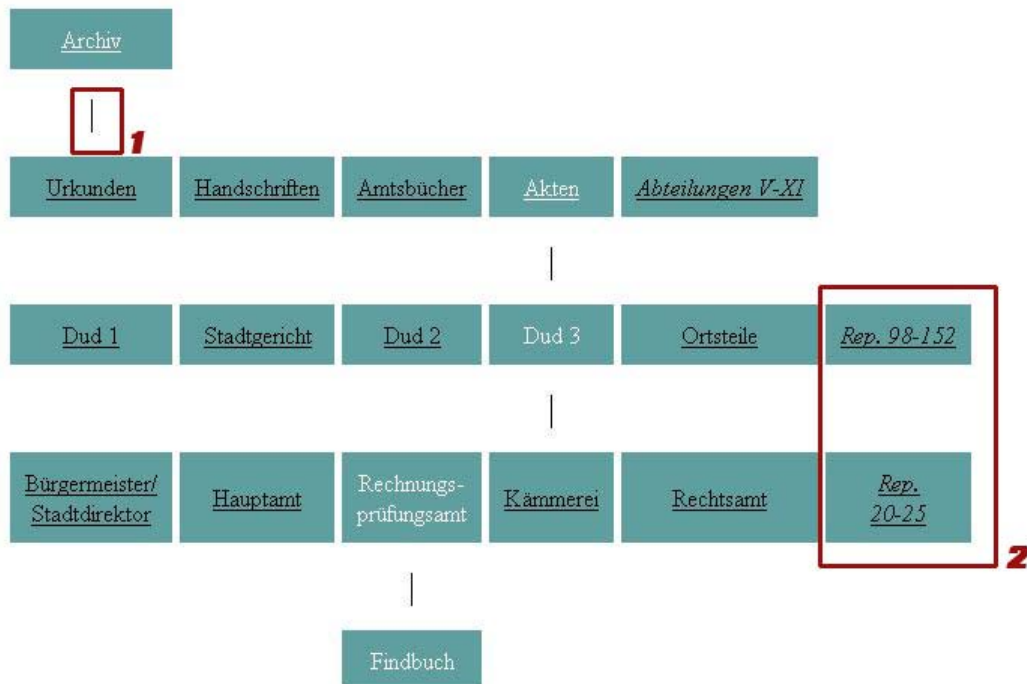 Archiv
1
Urkunden Handschriften Amtsbücher Akten Abteilungen V-XI
Dud 1 Stadtgericht Dud 2 Dud 3 Ortsteile Rep. 98-152
Bürgermeister/
Stadtdirektor
Hauptamt
Rechnungs-
prüfungsamt
Kämmerei
Rechtsamt
Rep.
20-25
2
Findbuch